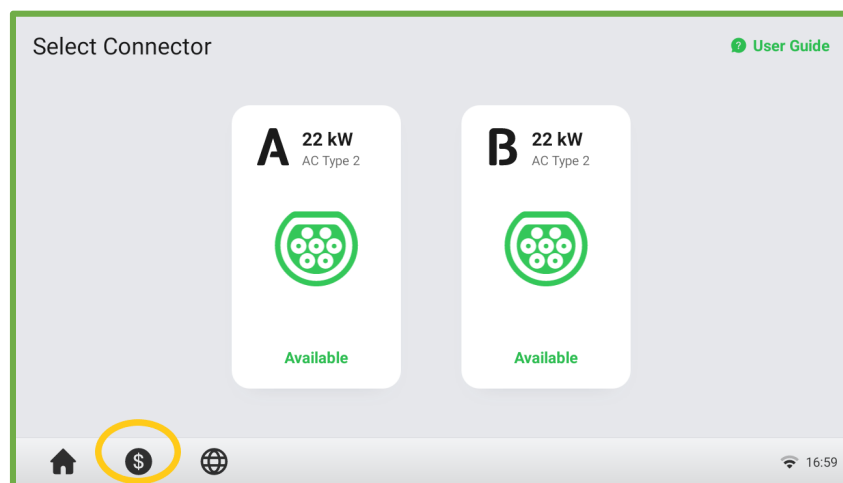 Select Connector
? User Guide
A 22 kW
AC Type 2
B 22 kW
AC Type 2
Available
Available
$
16:59